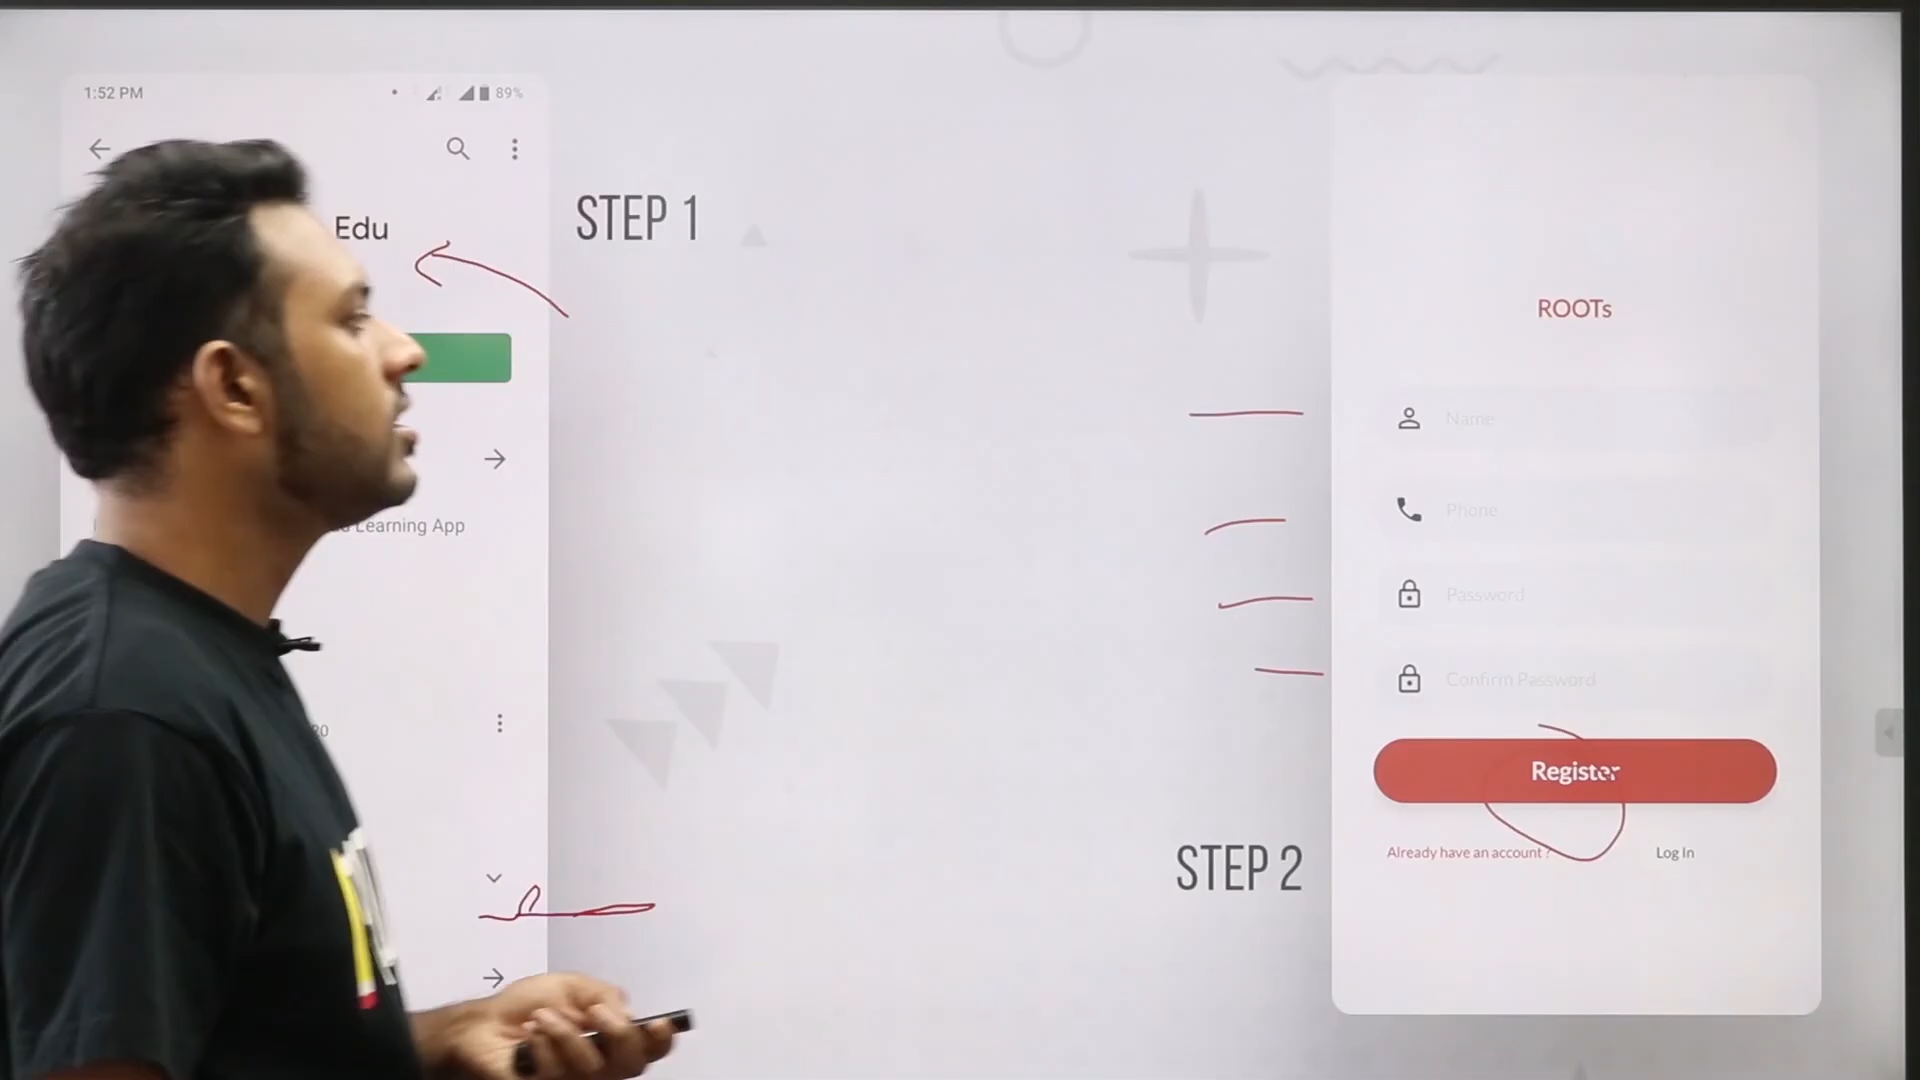 1:52 PM
89%
Edu
STEP 1
Learning App
20
ROOTs
Name
Phone
Password
Confirm Password
Register
Already have an account ?
Log In
STEP 2